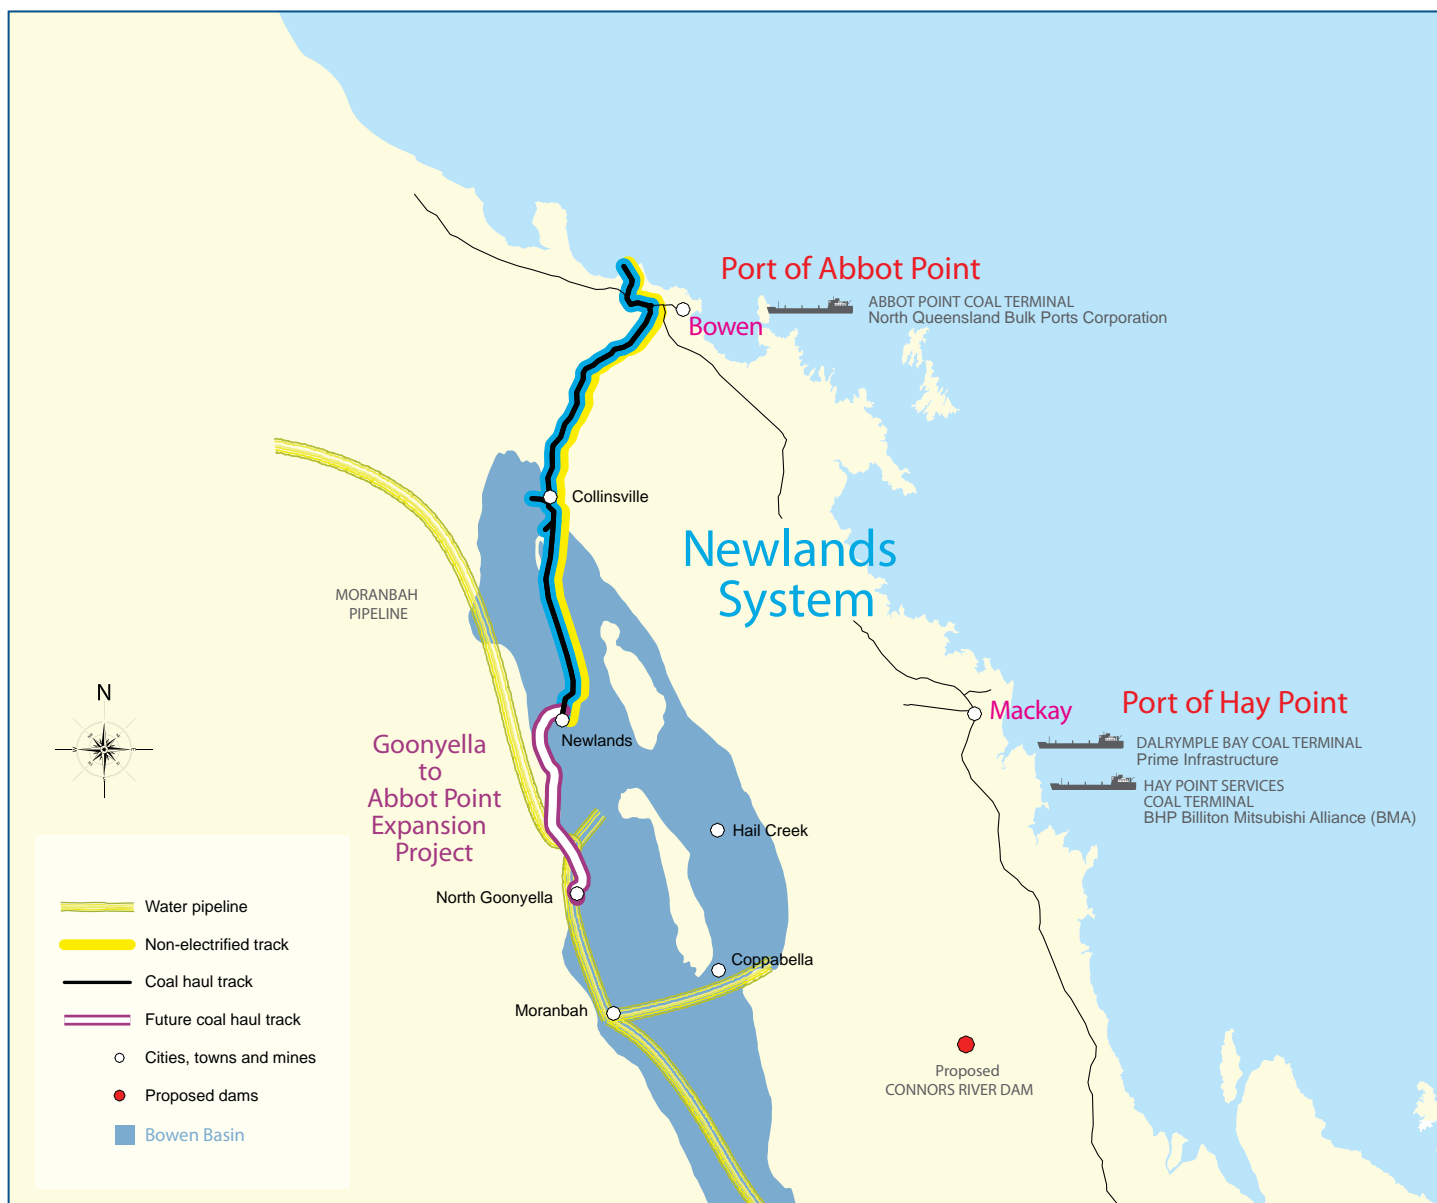 Port of Abbot Point
ABBOT POINT COAL TERMINAL
North Queensland Bulk Ports Corporation
Bowen
Collinsville
Newlands
System
MORANBAH
PIPELINE
N
Port of Hay Point
Mackay
DALRYMPLE BAY COAL TERMINAL
Prime Infrastructure
HAY POINT SERVICES
COAL TERMINAL
BHP Billiton Mitsubishi Alliance (BMA)
Newlands
Goonyella
to
Abbot Point
Expansion
Project
Hail Creek
North Goonyella
Coppabella
Moranbah
Proposed
CONNORS RIVER DAM
Water pipeline
Non-electrified track
Coal haul track
Future coal haul track
Cities, towns and mines
Proposed dams
Bowen Basin